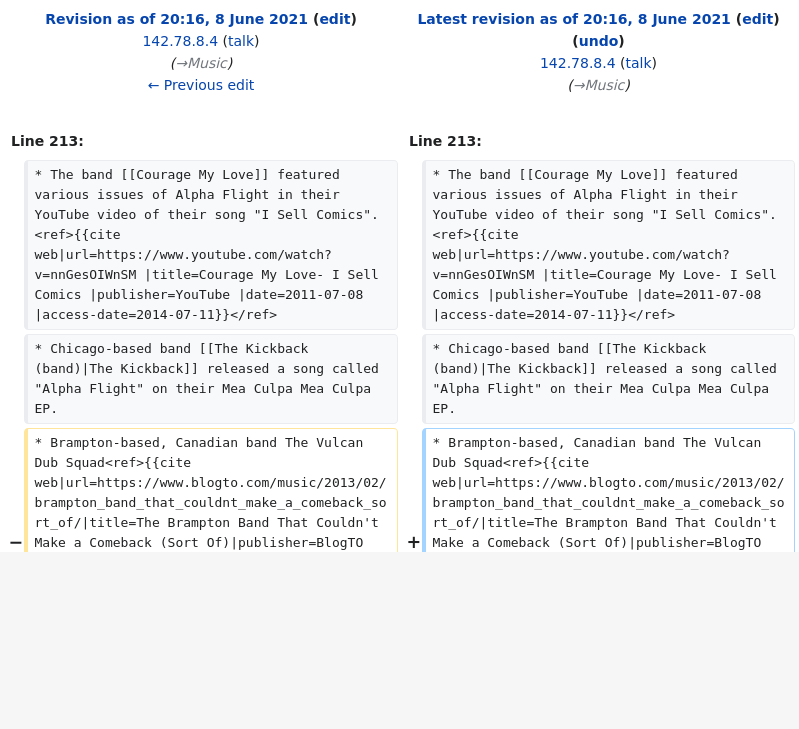 Revision as of 20:16, 8 June 2021 (edit)
142.78.8.4 (talk)
(→Music)
← Previous edit
Latest revision as of 20:16, 8 June 2021 (edit)
(undo)
142.78.8.4 (talk)
(→Music)
Line 213:
* The band [[Courage My Love]] featured
various issues of Alpha Flight in their
YouTube video of their song "I Sell Comics".
<ref>{{cite
web|url=https://www.youtube.com/watch?
v=nnGesOIWnSM |title=Courage My Love- I Sell
Comics |publisher=YouTube |date=2011-07-08
|access-date=2014-07-11}}</ref>
* Chicago-based band [[The Kickback
(band)|The Kickback]] released a song called
"Alpha Flight" on their Mea Culpa Mea Culpa
EP.
* Brampton-based, Canadian band The Vulcan
Dub Squad<ref>{{cite
web|url=https://www.blogto.com/music/2013/02/
brampton_band_that_couldnt_make_a_comeback_so
rt_of/|title=The Brampton Band That Couldn't
− Make a Comeback (Sort Of)|publisher=BlogTO
Line 213:
* The band [[Courage My Love]] featured
various issues of Alpha Flight in their
YouTube video of their song "I Sell Comics".
<ref>{{cite
web|url=https://www.youtube.com/watch?
v=nnGesOIWnSM |title=Courage My Love- I Sell
Comics |publisher=YouTube |date=2011-07-08
|access-date=2014-07-11}}</ref>
* Chicago-based band [[The Kickback
(band)|The Kickback]] released a song called
"Alpha Flight" on their Mea Culpa Mea Culpa
EP.
* Brampton-based, Canadian band The Vulcan
Dub Squad<ref>{{cite
web|url=https://www.blogto.com/music/2013/02/
brampton_band_that_couldnt_make_a_comeback_so
rt_of/|title=The Brampton Band That Couldn't
+ Make a Comeback (Sort Of)|publisher=BlogTO